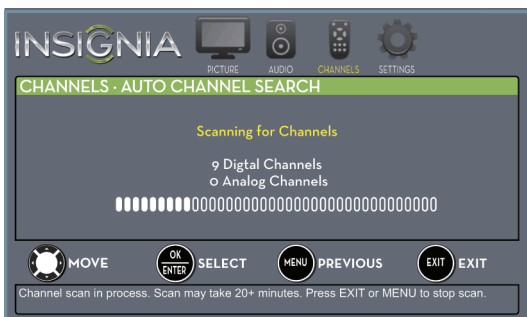 INSIGNIA
PICTURE AUDIO CHANNELS SETTINGS
CHANNELS · AUTO CHANNEL SEARCH
Scanning for Channels
9 Digtal Channels
0 Analog Channels
MOVE OK ENTER SELECT MENU PREVIOUS EXIT EXIT
Channel scan in process. Scan may take 20+ minutes. Press EXIT or MENU to stop scan.